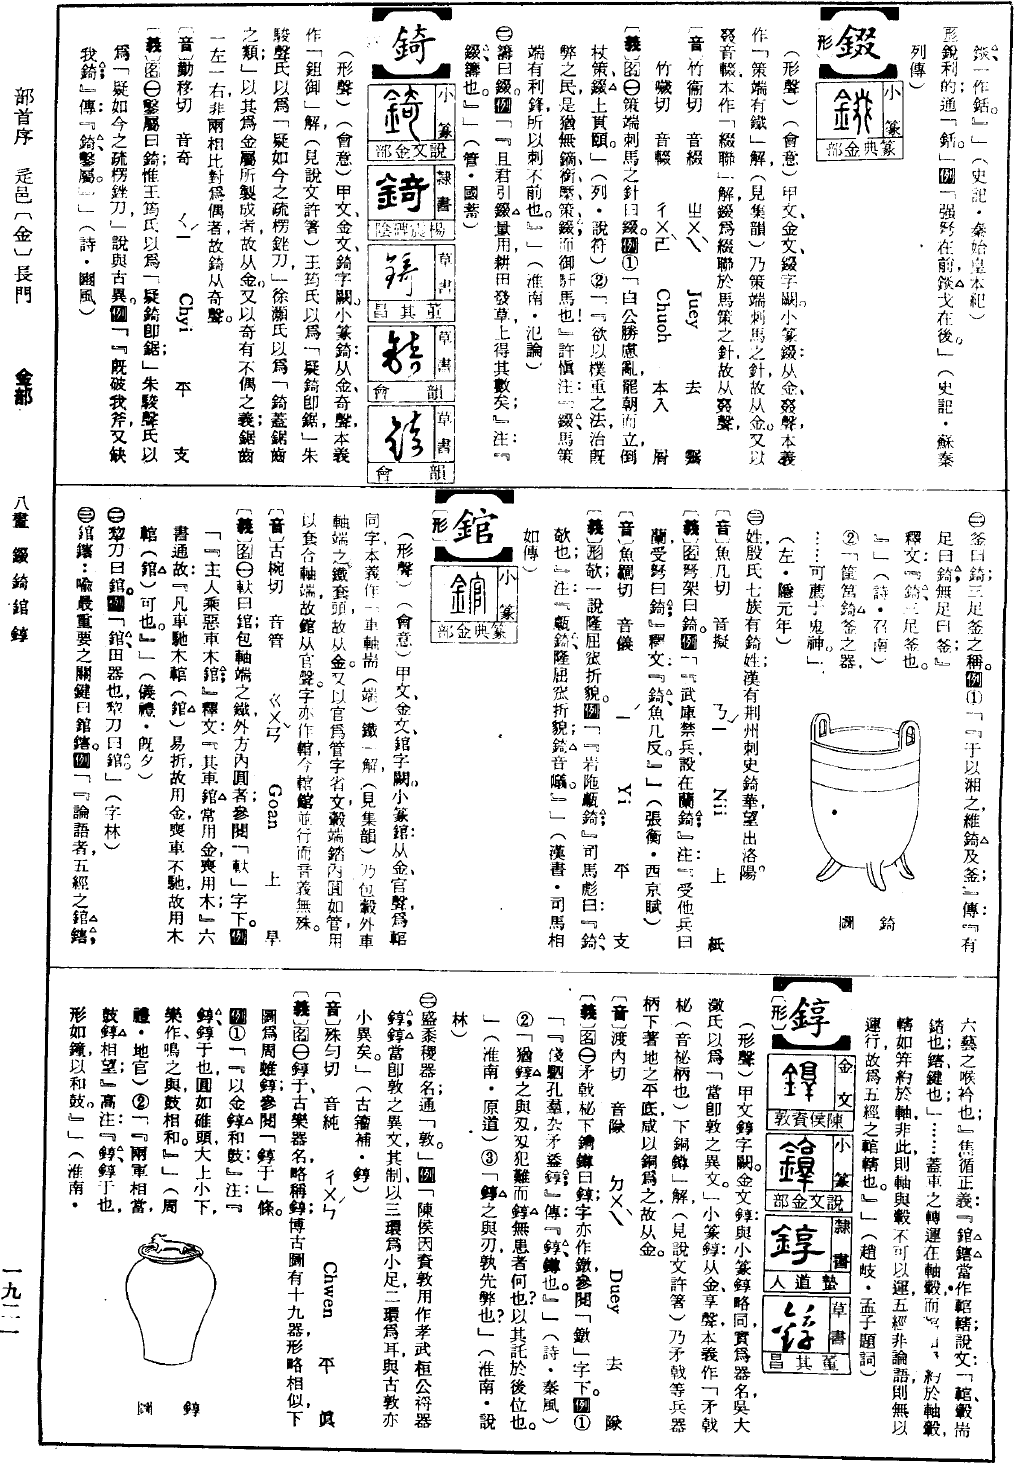 錟、一作銛。』」(史記·秦始皇本紀)
形銳利的通「銛」。例「强弩在前錟戈在後。」(史記·蘇秦
列傳)
錣
〔形〕
小篆
篆典金部
(形聲)(會意)甲文、金文、錣字闕。小篆錣:从金、叕聲,本義
作「策端有鐵」解(見集韻)乃策端刺馬之針,故从金。又以
叕音輟,本作「綴聯」解,錣爲綴聯於馬策之針,故从叕聲。
〔音〕竹芮切 音綴 ㄓㄨㄟˋ Juey 去 霽
竹嘁切 音輟 ㄔㄨㄛˋ Chuoh 本入 屑
〔義〕名㊀策端刺馬之針曰錣。例①「白公勝慮亂罷朝而立倒
杖策錣上貫頤。」(列·說符)②「『欲以樸重之法治旣
弊之民是猶無鏑銜橜策錣而御馯馬也!』許愼注:『錣、馬策
端有利鋒所以刺不前也。』」(淮南·氾論)
㊁籌曰錣。例「『且君引錣量用耕田發草上得其數矣』注:『
錣、籌也。』」(管·國蓄)
錡
小篆
說文金部
隸書
楊震碑陰
草書
董其昌
草書
韻會
草書
韻會
(形聲)(會意)甲文、金文、錡字闕。小篆錡:从金、奇聲,本義
作「鉏御」解(見說文許箸)王筠氏以爲「疑錡卽鋸」朱
駿聲氏以爲「疑如今之疏楞銼刀」徐灝氏以爲「錡蓋鋸齒
之類」以其爲金屬所製成者,故从金。又以奇有不偶之義,鋸齒
一左一右非兩相比對爲偶者,故錡从奇聲。
〔音〕勤移切 音奇 ㄑㄧˊ Chyi 平 支
〔義〕名㊀鑿屬曰錡,惟王筠氏以爲「疑錡卽鋸」朱駿聲氏以
爲「疑如今之疏楞銼刀」說與古異。例「『旣破我斧又缺
我錡』傳『錡、鑿屬。』」(詩·豳風)
㊁釜曰錡;三足釜之稱。例①「『于以湘之維錡及釜』傳:『有
足曰錡,無足曰釜』
釋文:『錡三足釜也。
』」(詩·召南)
②「筐筥錡釜之器,
……可薦于鬼神。」
(左·隱元年)
錡 圖
㊂姓殷氏七族有錡姓;漢有荆州刺史錡華,望出洛陽。
〔音〕魚几切 音擬 ㄋㄧˇ Nii 上 紙
〔義〕名弩架曰錡。例「『武庫禁兵設在蘭錡』注:『受他兵曰
蘭受弩曰錡』釋文『錡、魚几反。』」(張衡·西京賦)
〔音〕魚羈切 音儀 ㄧˊ Yi 平 支
〔義〕形欹,一說隆屈窊折貌。例「『岩阤甗錡』司馬彪曰『錡、
欹也』注:『甗錡隆屈窊折貌,錡音嶬。』」(漢書·司馬相
如傳)
錧
〔形〕
小篆
篆典金部
(形聲)(會意)甲文、金文、錧字闕。小篆錧:从金、官聲,爲輨
同字,本義作「車軸耑(端)鐵」解(見集韻)乃包轂外車
軸端之鐵套頭,故从金。又以官爲管字省文,轂端錔內圓如管,用
以套合軸端,故錧从官聲。字亦作輨,今輨錧並行而音義無殊。
〔音〕古椀切 音管 ㄍㄨㄢˇ Goan 上 旱
〔義〕名㊀軑曰錧,包軸端之鐵,外方內圓者;參閱「軑」字下。例
「『主人乘惡車木錧』釋文『其車錧常用金喪用木』六
書通故『凡車馳木輨(錧)易折故用金喪車不馳故用木
輨(錧)可也。』」(儀禮·旣夕)
㊁犂刀曰錧。例「錧、田器也,犂刀曰錧」(字林)
㊂錧鎋:喩最重要之關鍵曰錧鎋。例「『論語者,五經之錧鎋,
六藝之喉衿也』焦循正義『錧鎋當作輨轄;說文「輨、轂耑
錔也、鎋鍵也」……蓋車之轉運在軸轂,而,約於軸轂,
轄如筓約於軸,非此則軸與轂不可以運,五經非論語則無以
運行,故爲五經之輨轄也。』」(趙岐·孟子題詞)
錞
〔形〕
金文
陳侯賚敦
小篆
說文金部
隸書
蟄道人
草書
董其昌
(形聲)甲文錞字闕。金文錞:與小篆錞略同,實爲器名,吳大
澂氏以爲「當卽敦之異文。」小篆錞:从金、享聲,本義作「矛戟
柲(音祕柄也)下銅鐏」解(見說文許箸)乃矛戟等兵器
柄下著地之平底,咸以銅爲之,故从金。
〔音〕渡內切 音隊 ㄉㄨㄟˋ Duey 去 隊
〔義〕名㊀矛戟柲下鐏鐏曰錞,字亦作鐓,參閱「鐓」字下。例①
「『俴駟孔羣厹矛鋈錞』傳『錞、鐏也。』」(詩·秦風)
②「猶錞之與刃,刃犯難而錞無患者何也?以其託於後位也。
」(淮南·原道)③「錞之與刃孰先弊也?」(淮南·說
林)
㊁盛黍稷器名;通「敦。」例「陳侯因𬤇敦用作孝武桓公祔器
錞,錞當卽敦之異文,其制以三環爲小足,二環爲耳,與古敦亦
小異矣。」(古籀補·錞)
〔音〕殊勻切 音純 ㄔㄨㄣˊ Chwen 平 眞
〔義〕名㊀錞于,古樂器名,略稱錞;博古圖有十九器,形略相似,下
圖爲周蜼錞;參閱「錞于」條。
例①「『以金錞和鼓』注:『
錞、錞于也,圓如碓頭,大上小下,
樂作鳴之與鼓相和。』」(周
禮·地官)②「『兩軍相當,
鼓錞相望』高注:『錞、錞于也,
形如鐘,以和鼓。』」(淮南·
錞 圖
部首序 辵邑〔金〕長門 金部 八畫 錣錡錧錞 一九二一